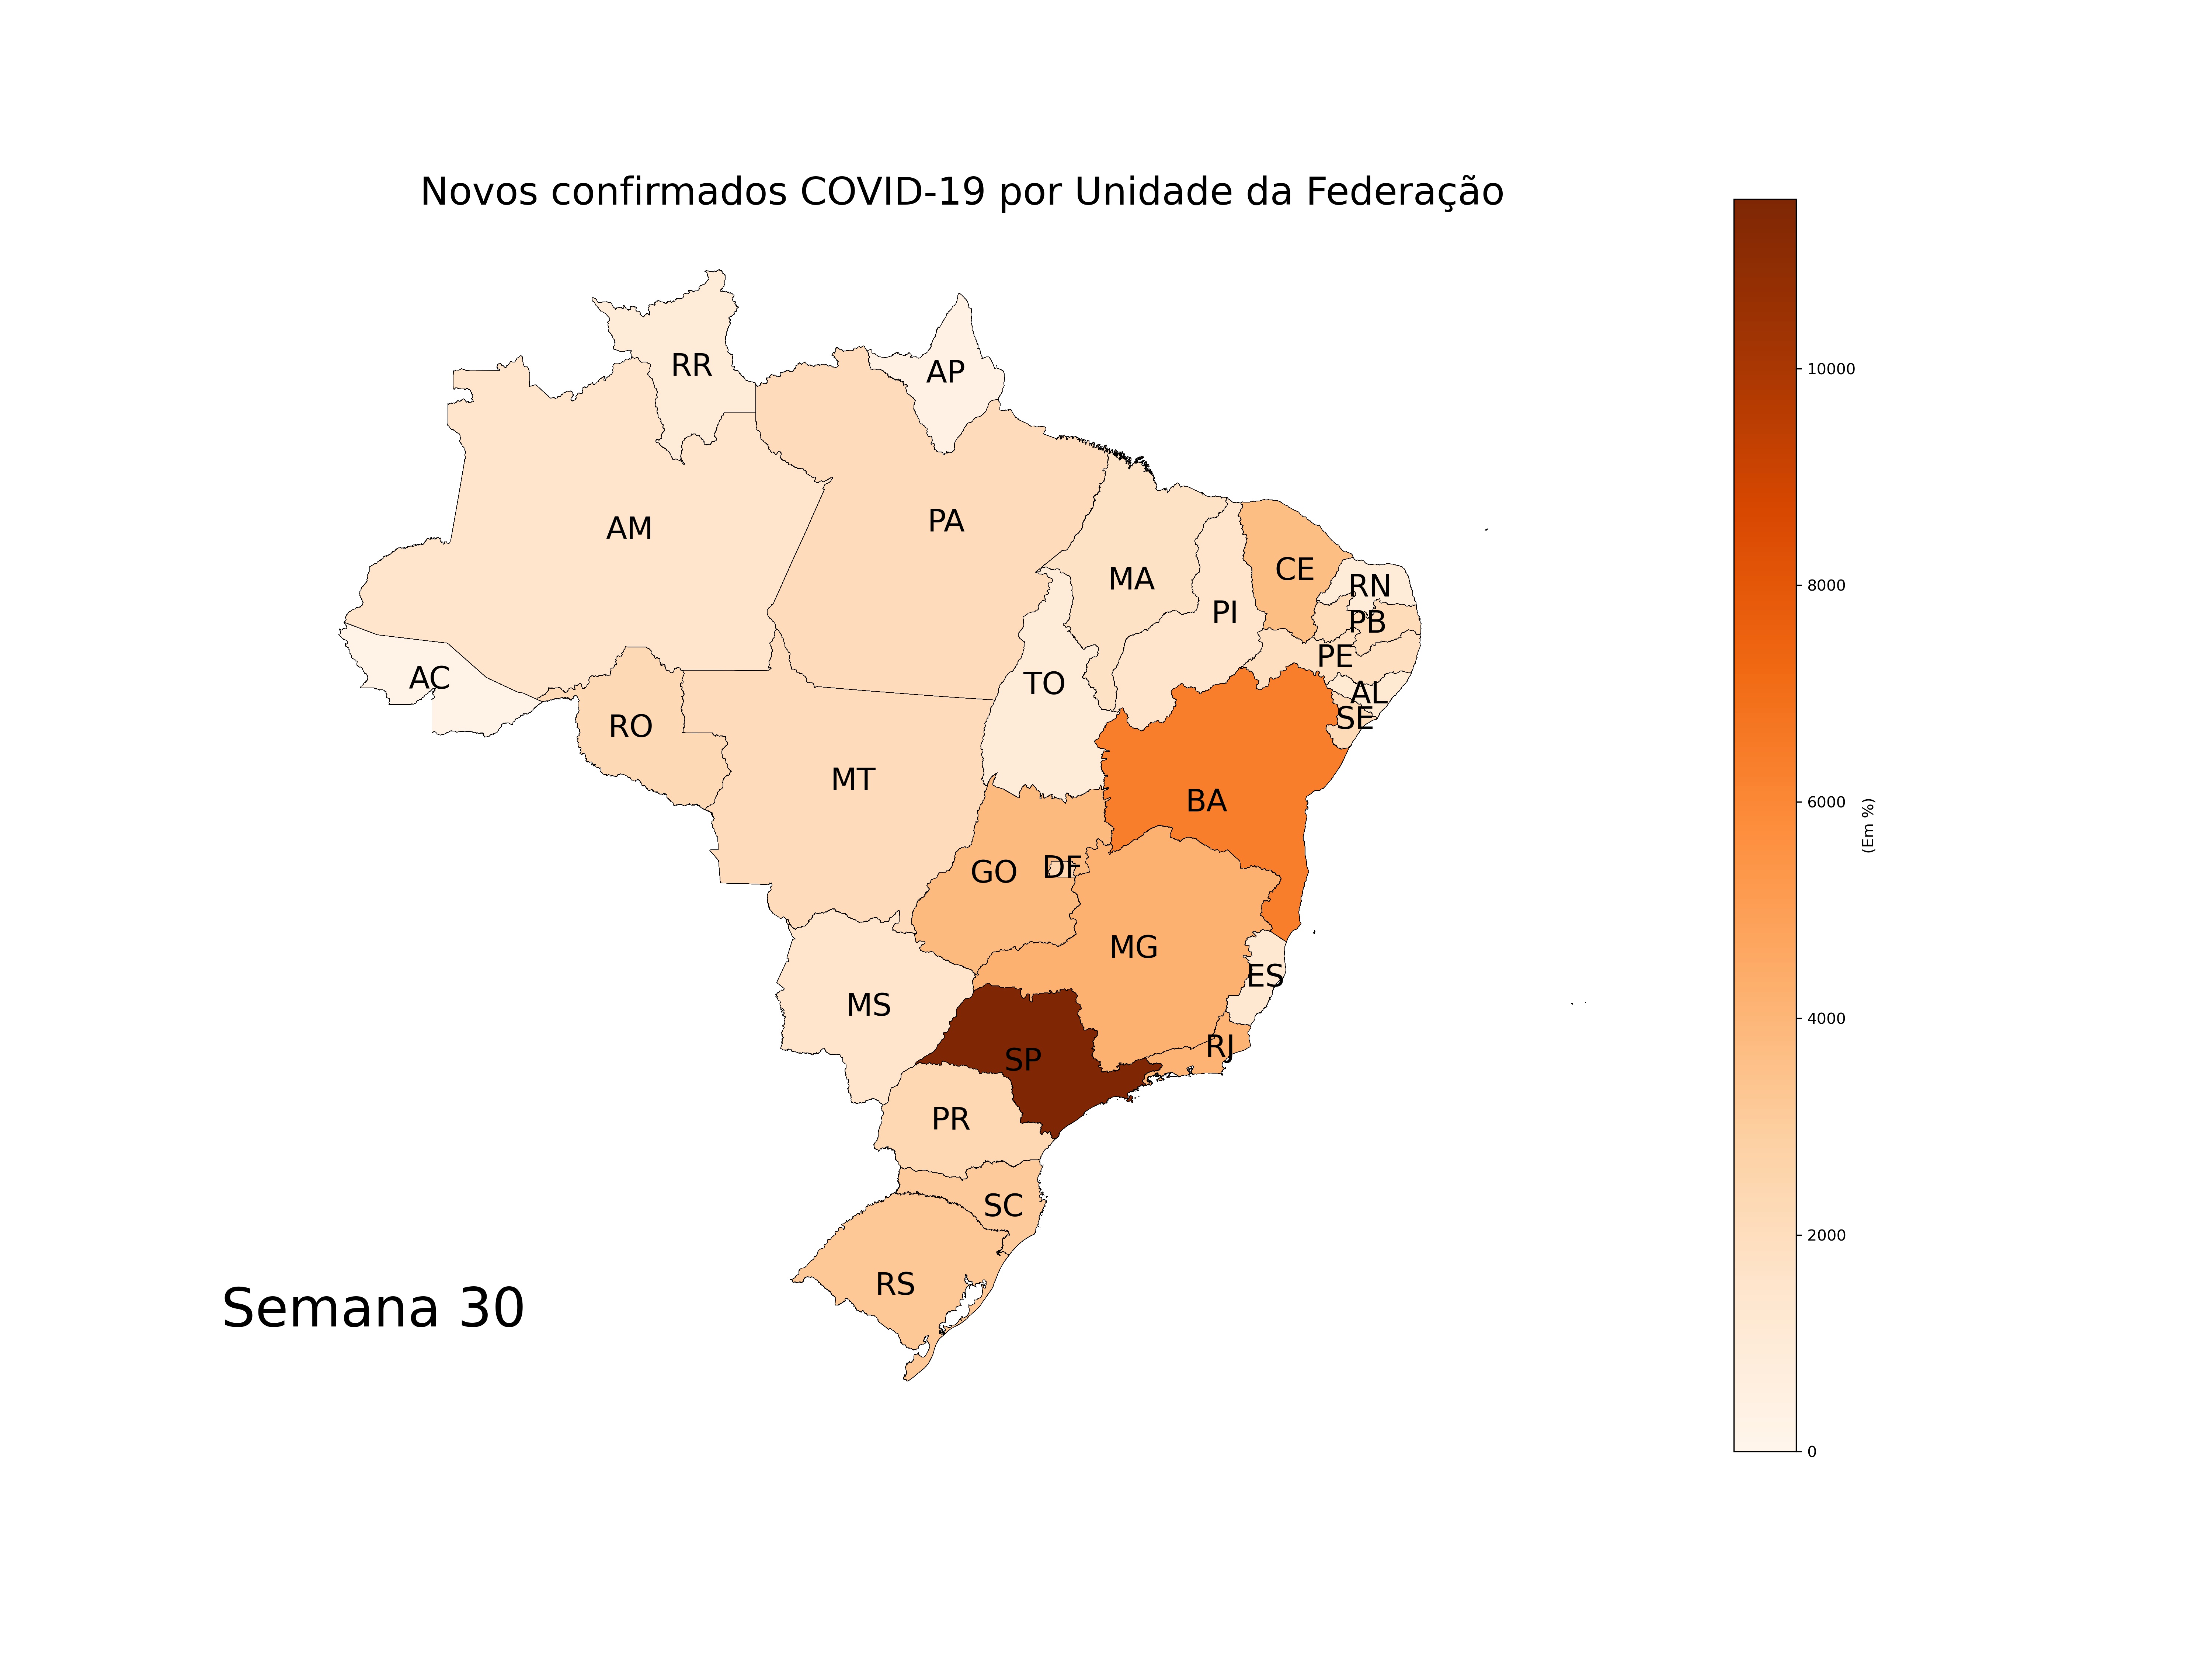 Novos confirmados COVID-19 por Unidade da Federação
RR
AP
10000
AM
PA
CE
MA
RN
8000
PI
PB
PE
AC
TO
AL
SE
RO
MT
BA
6000
(Em %)
GO
DF
MG
ES
MS
4000
RJ
SP
PR
SC
2000
RS
Semana 30
0